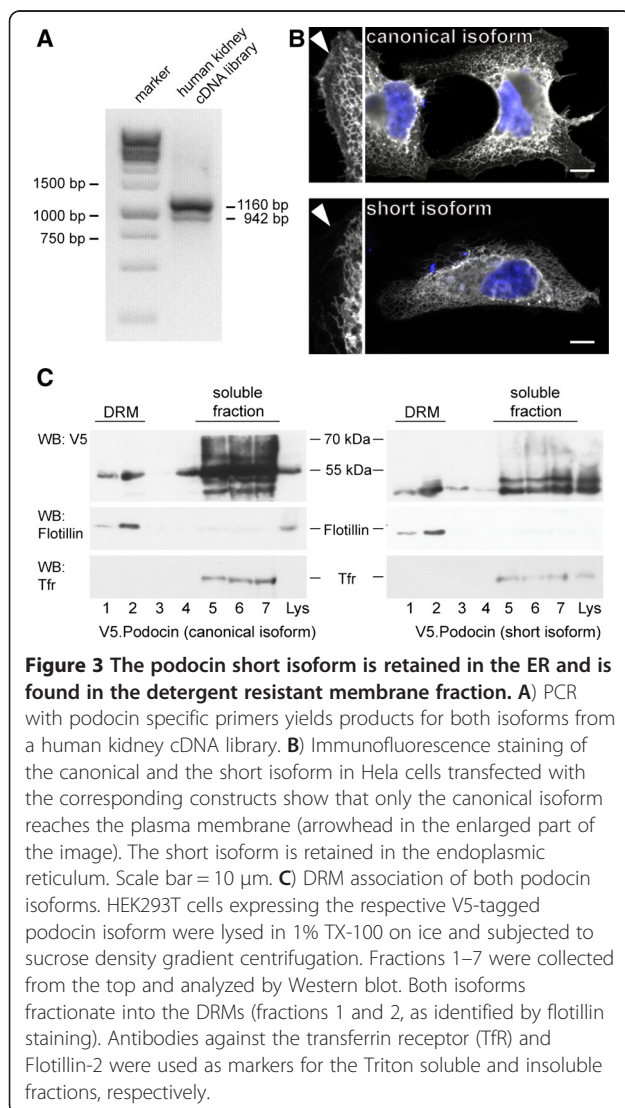 A
B
marker
human kidney
cDNA library
1500 bp
1000 bp
750 bp
1160 bp
942 bp
canonical isoform
short isoform
C
DRM
soluble
fraction
DRM
soluble
fraction
WB: V5
70 kDa
55 kDa
WB:
Flotillin
Flotillin
WB:
Tfr
Tfr
1 2 3 4 5 6 7 Lys
1 2 3 4 5 6 7 Lys
V5.Podocin (canonical isoform)
V5.Podocin (short isoform)
Figure 3 The podocin short isoform is retained in the ER and is
found in the detergent resistant membrane fraction. A) PCR
with podocin specific primers yields products for both isoforms from
a human kidney cDNA library. B) Immunofluorescence staining of
the canonical and the short isoform in Hela cells transfected with
the corresponding constructs show that only the canonical isoform
reaches the plasma membrane (arrowhead in the enlarged part of
the image). The short isoform is retained in the endoplasmic
reticulum. Scale bar = 10 μm. C) DRM association of both podocin
isoforms. HEK293T cells expressing the respective V5-tagged
podocin isoform were lysed in 1% TX-100 on ice and subjected to
sucrose density gradient centrifugation. Fractions 1–7 were collected
from the top and analyzed by Western blot. Both isoforms
fractionate into the DRMs (fractions 1 and 2, as identified by flotillin
staining). Antibodies against the transferrin receptor (TfR) and
Flotillin-2 were used as markers for the Triton soluble and insoluble
fractions, respectively.